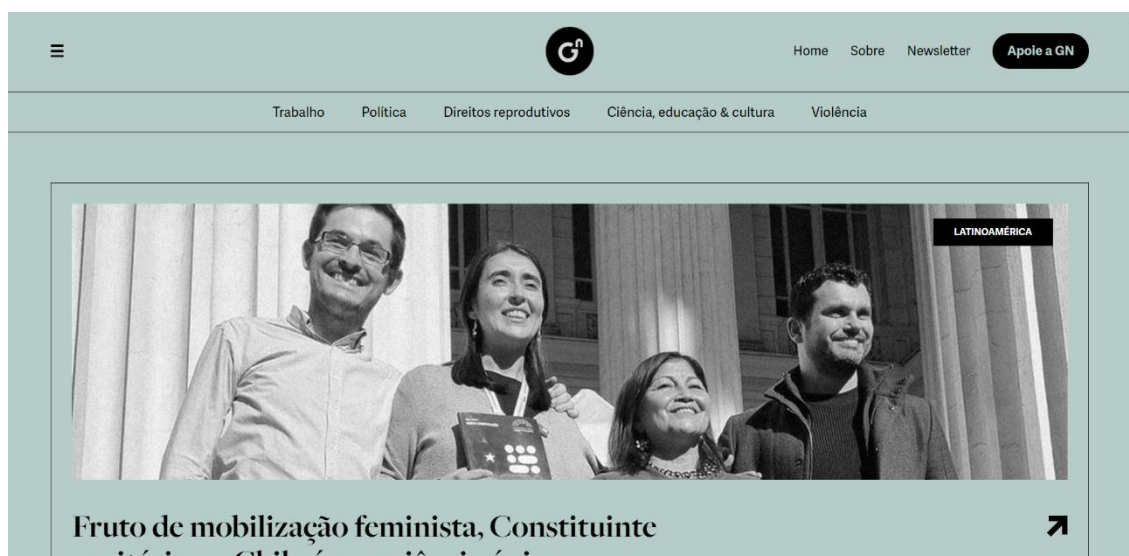 Gn
Home Sobre Newsletter Apoie a GN
Trabalho Política Direitos reprodutivos Ciência, educação & cultura Violência
LATINOAMÉRICA
Fruto de mobilização feminista, Constituinte